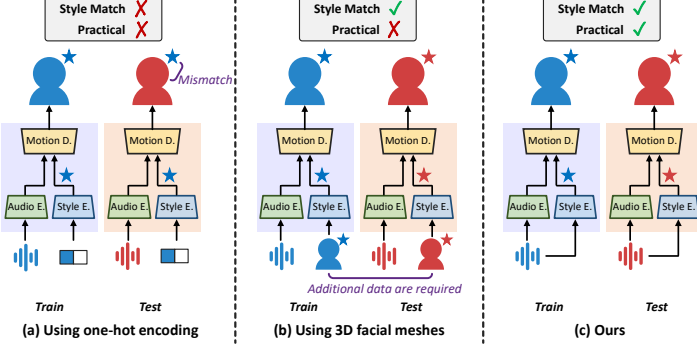 Style Match
Practical
Mismatch
Motion D.
Motion D.
Audio E.
Style E.
Audio E.
Style E.
Train
Test
(a) Using one-hot encoding
Style Match
Practical
Motion D.
Motion D.
Audio E.
Style E.
Audio E.
Style E.
Additional data are required
Train
Test
(b) Using 3D facial meshes
Style Match
Practical
Motion D.
Motion D.
Audio E.
Style E.
Audio E.
Style E.
Train
Test
(c) Ours